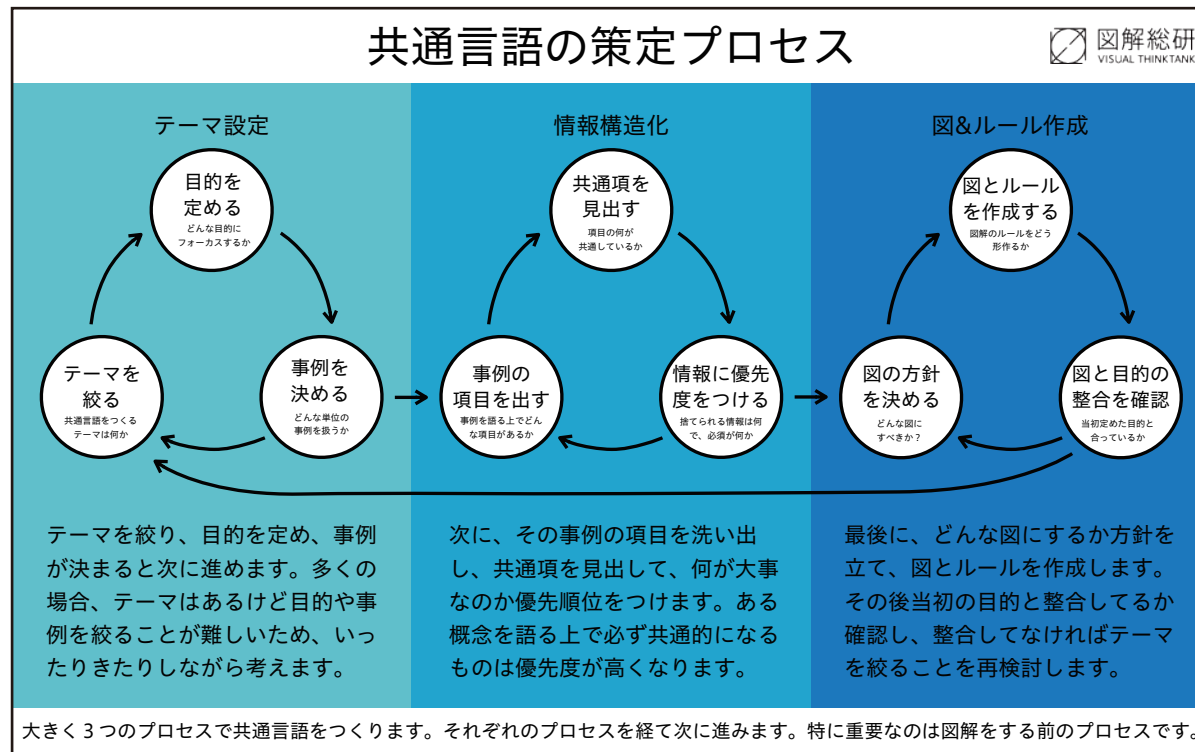 共通言語の策定プロセス
図解総研
VISUAL THINKTANK
テーマ設定
目的を
定める
どんな目的に
フォーカスするか
テーマを
絞る
共通言語をつくる
テーマは何か
事例を
決める
どんな単位の
事例を扱うか
テーマを絞り、目的を定め、事例
が決まると次に進めます。多くの
場合、テーマはあるけど目的や事
例を絞ることが難しいため、いっ
たりきたりしながら考えます。
情報構造化
共通項を
見出す
項目の何が
共通しているか
事例の
項目を出す
事例を語る上でどん
な項目があるか
情報に優先
度をつける
捨てられる情報は何
で、必須が何か
次に、その事例の項目を洗い出
し、共通項を見出して、何が大事
なのか優先順位をつけます。ある
概念を語る上で必ず共通的になる
ものは優先度が高くなります。
図&ルール作成
図とルール
を作成する
図解のルールをどう
形作るか
図の方針
を決める
どんな図に
すべきか？
図と目的の
整合を確認
当初定めた目的と
合っているか
最後に、どんな図にするか方針を
立て、図とルールを作成します。
その後当初の目的と整合してるか
確認し、整合してなければテーマ
を絞ることを再検討します。
大きく３つのプロセスで共通言語をつくります。それぞれのプロセスを経て次に進みます。特に重要なのは図解をする前のプロセスです。